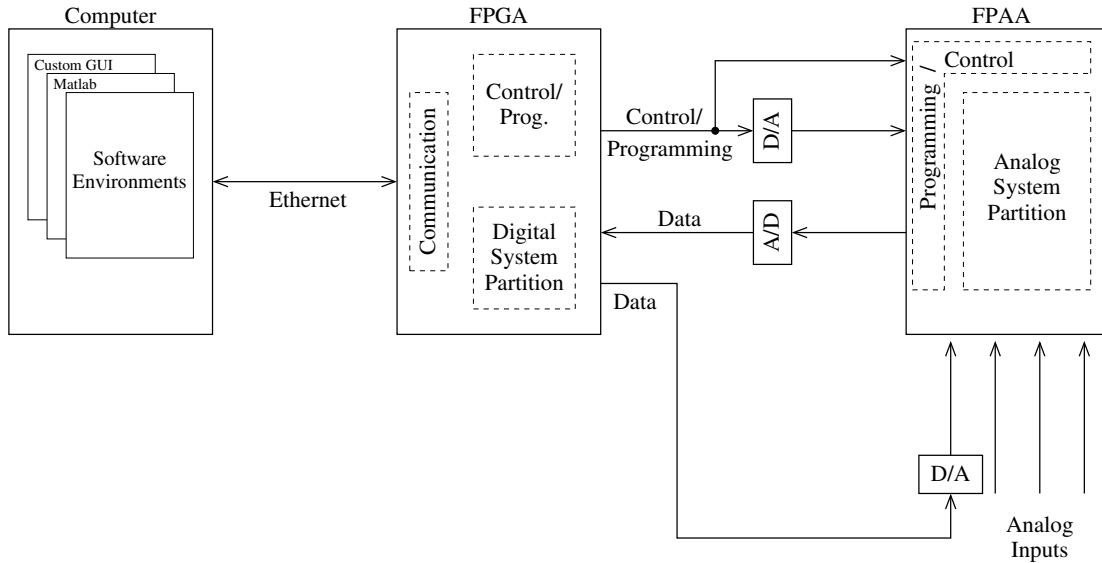 Computer
FPGA
FPAA
Custom GUI
Matlab
Software
Environments
Ethernet
Communication
Control/
Prog.
Digital
System
Partition
Control/
Programming
D/A
Data
A/D
Data
Programming /
Control
Analog
System
Partition
D/A
Analog
Inputs